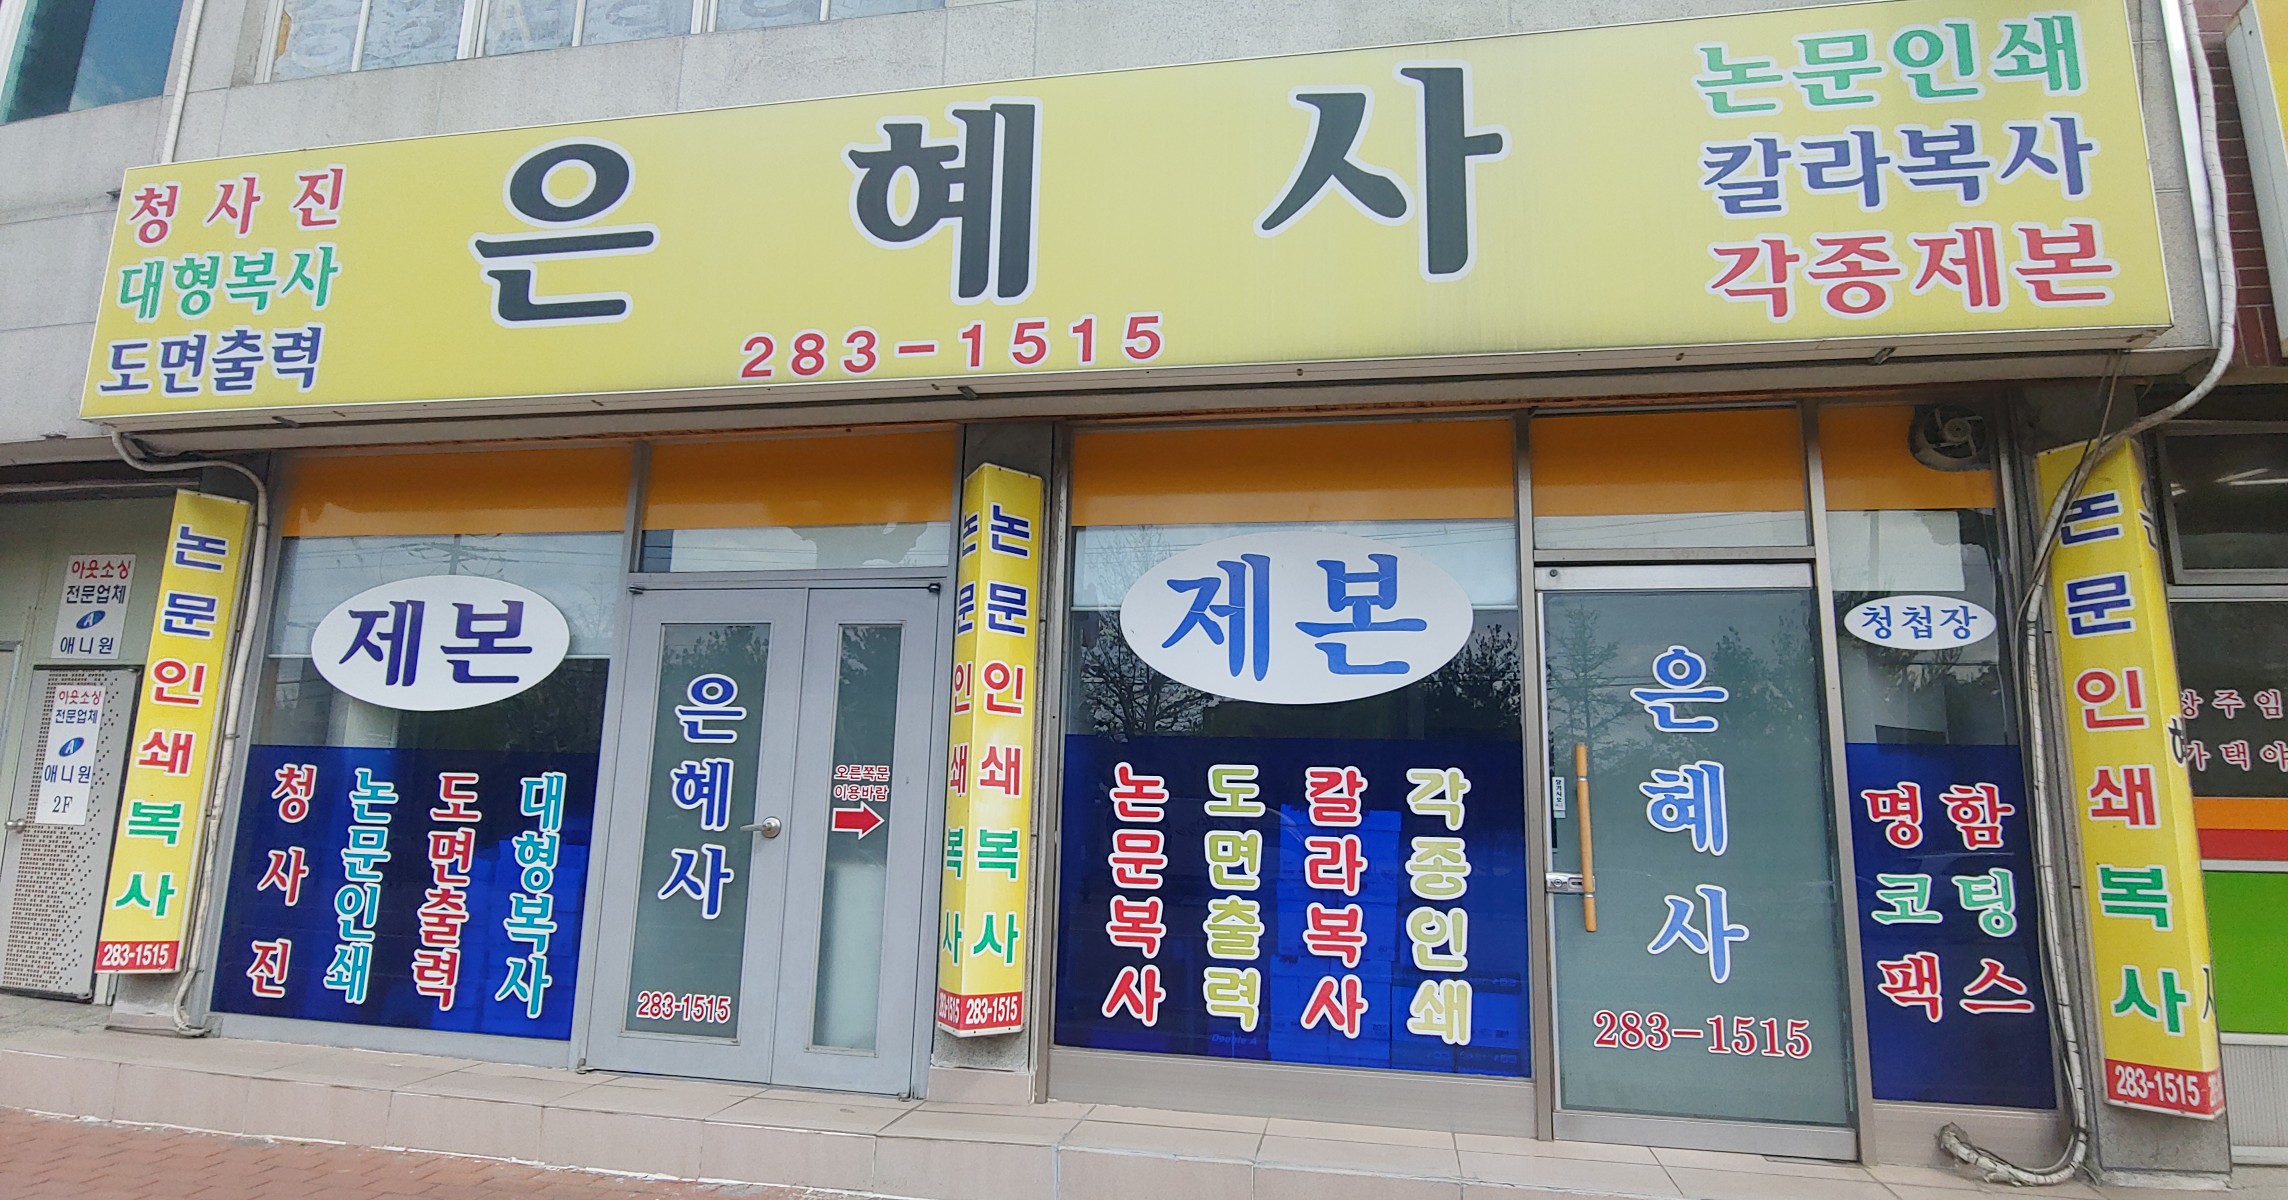 청사진
대형복사
도면출력
은혜사
283-1515
논문인쇄
칼라복사
각종제본
아웃소싱
전문업체
애니원
아웃소싱
전문업체
애니원
2F
논문인쇄복사
283-1515
제본
청사진
논문인쇄
도면출력
대형복사
은혜사
283-1515
오른쪽문
이용바람
논문인쇄복사
283-1515
논문인쇄복사
283-1515
제본
논문복사
도면출력
칼라복사
각종인쇄
Double A
은혜사
283-1515
청첩장
명함
코팅
팩스
논문인쇄복사
283-1515